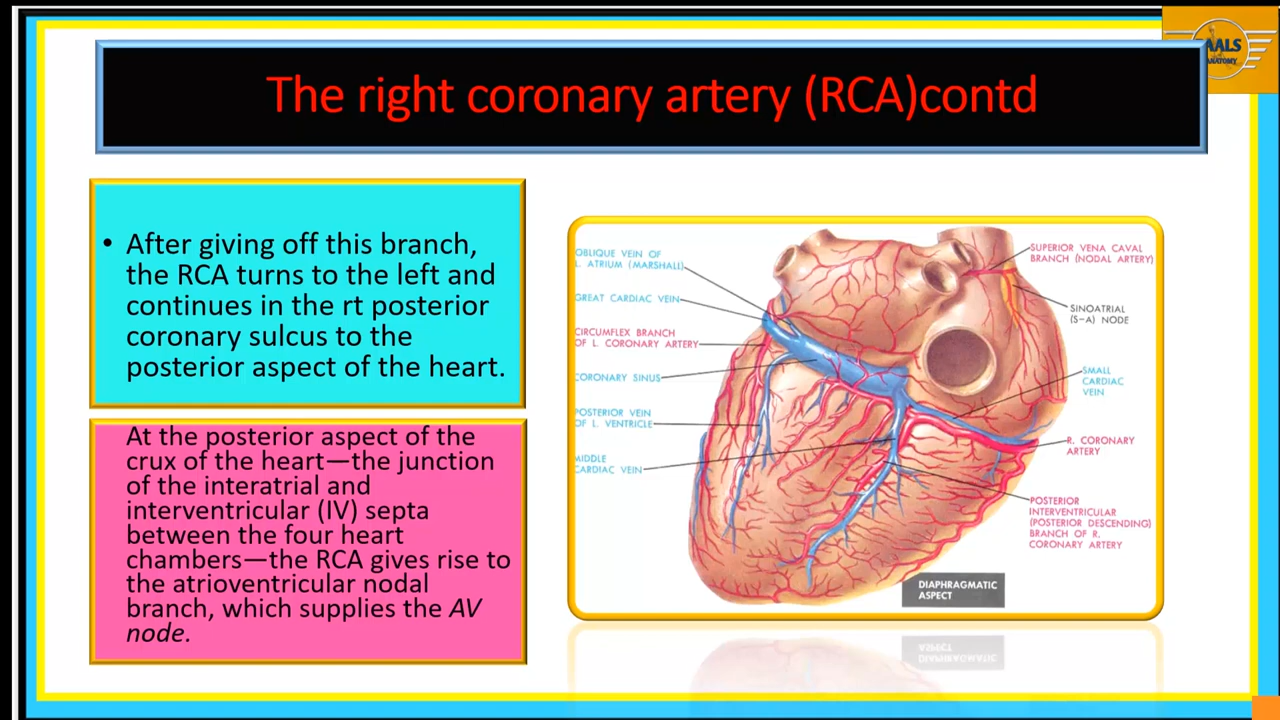 AALS
ANATOMY
The right coronary artery (RCA)contd
• After giving off this branch,
the RCA turns to the left and
continues in the rt posterior
coronary sulcus to the
posterior aspect of the heart.
At the posterior aspect of the
crux of the heart—the junction
of the interatrial and
interventricular (IV) septa
between the four heart
chambers—the RCA gives rise to
the atrioventricular nodal
branch, which supplies the AV
node.
OBLIQUE VEIN OF
L. ATRIUM (MARSHALL)
GREAT CARDIAC VEIN
CIRCUMFLEX BRANCH
OF L. CORONARY ARTERY
CORONARY SINUS
POSTERIOR VEIN
OF L. VENTRICLE
MIDDLE
CARDIAC VEIN
SUPERIOR VENA CAVAL
BRANCH (NODAL ARTERY)
SINOATRIAL
(S-A) NODE
SMALL
CARDIAC
VEIN
R. CORONARY
ARTERY
POSTERIOR
INTERVENTRICULAR
(POSTERIOR DESCENDING)
BRANCH OF R.
CORONARY ARTERY
DIAPHRAGMATIC
ASPECT